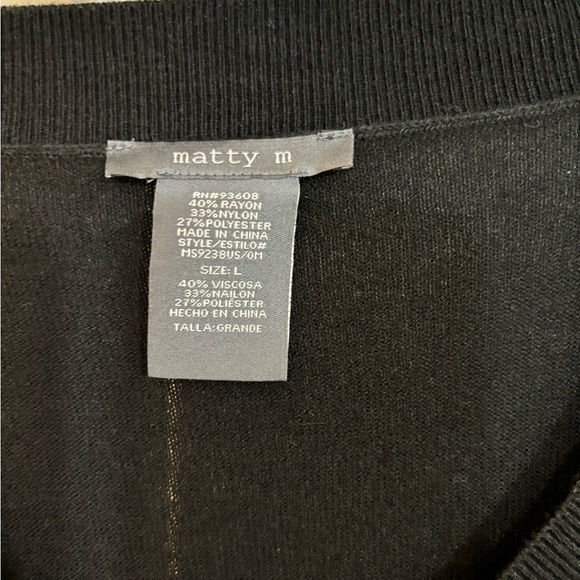 matty m
RN#93608
40% RAYON
33%NYLON
27%POLYESTER
MADE IN CHINA
STYLE/ESTILO#
MS9238US/OM
SIZE: L
40% VISCOSA
33%NAILON
27%POLIÉSTER
HECHO EN CHINA
TALLA:GRANDE